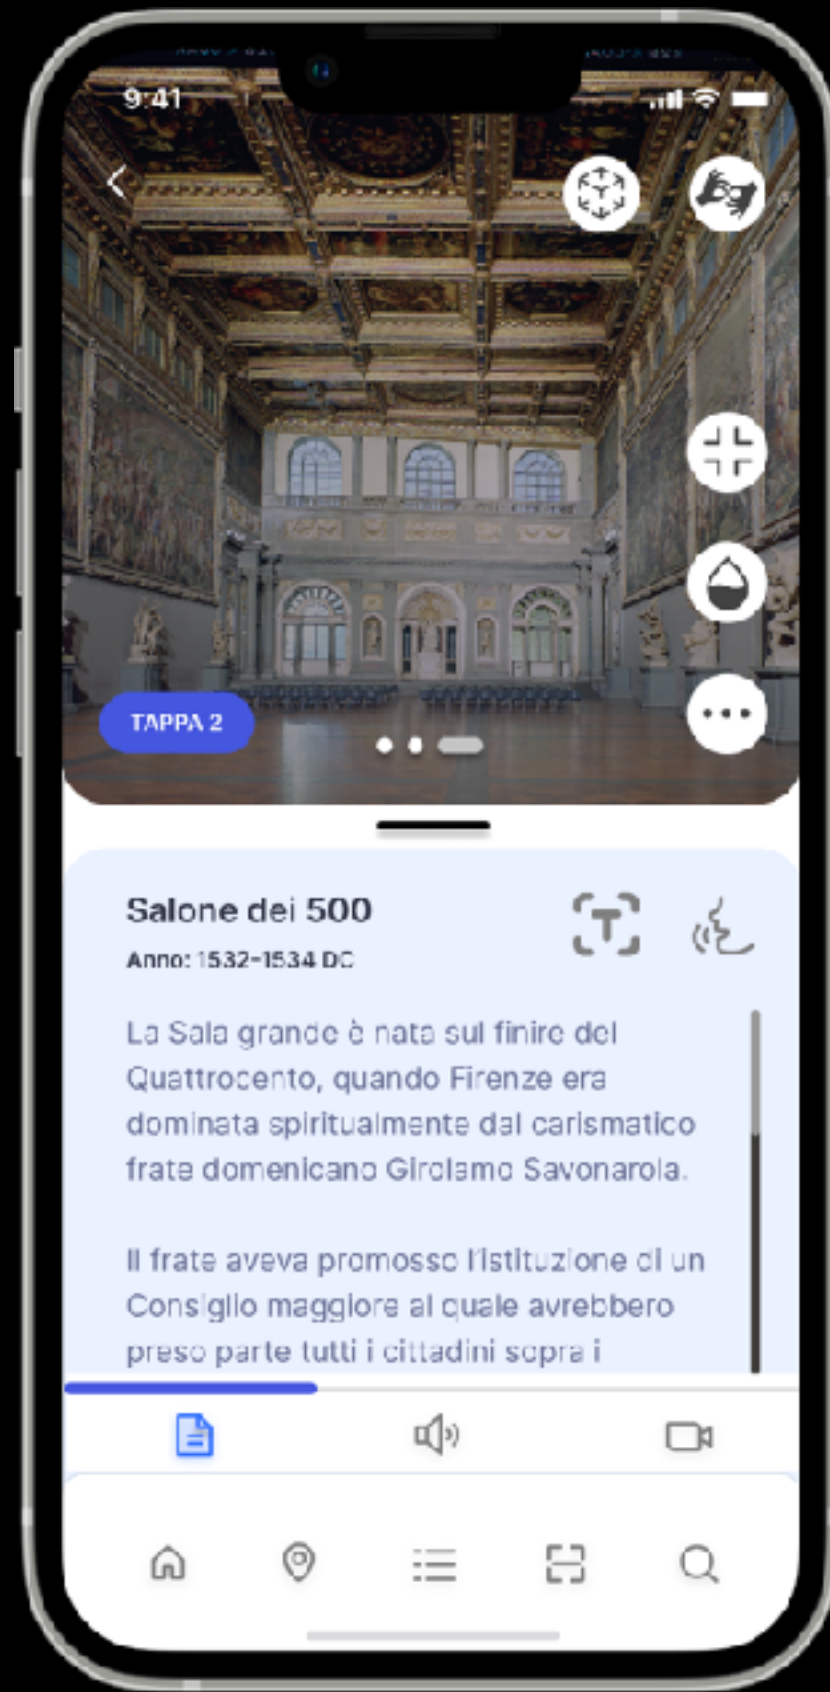 9:41
TAPPA 2
Salone dei 500
Anno: 1532-1534 DC
T
La Sala grande è nata sul finire del
Quattrocento, quando Firenze era
dominata spiritualmente dal carismatico
frate domenicano Girolamo Savonarola.
Il frate aveva promosso l'istituzione di un
Consiglio maggiore al quale avrebbero
preso parte tutti i cittadini sopra i